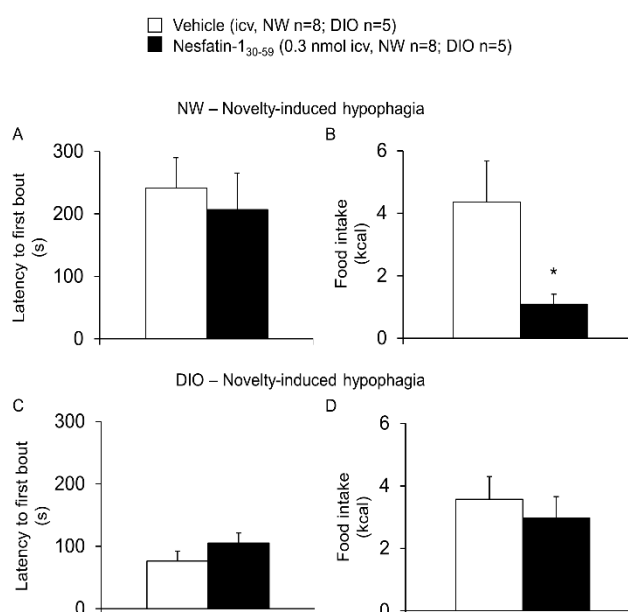 Vehicle (icv, NW n=8; DIO n=5)
Nesfatin-1₃₀₋₅₉ (0.3 nmol icv, NW n=8; DIO n=5)
NW – Novelty-induced hypophagia
A
Latency to first bout
(s)
300
200
100
0
B
Food intake
(kcal)
6
4
2
0
*
DIO – Novelty-induced hypophagia
C
Latency to first bout
(s)
300
200
100
0
D
Food intake
(kcal)
6
4
2
0